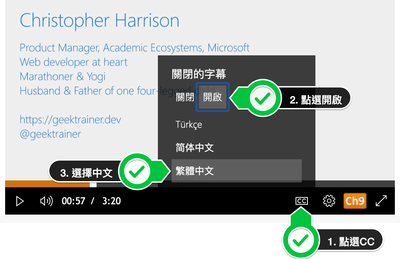 Christopher Harrison
Product Manager, Academic Ecosystems, Microsoft
Web developer at heart
Marathoner & Yogi
Husband & Father of one four-legged
https://geektrainer.dev
@geektrainer
關閉的字幕
關閉 開啟
2. 點選開啟
Türkçe
简体中文
3. 選擇中文
繁體中文
00:57 / 3:20
CC
Ch9
1. 點選CC